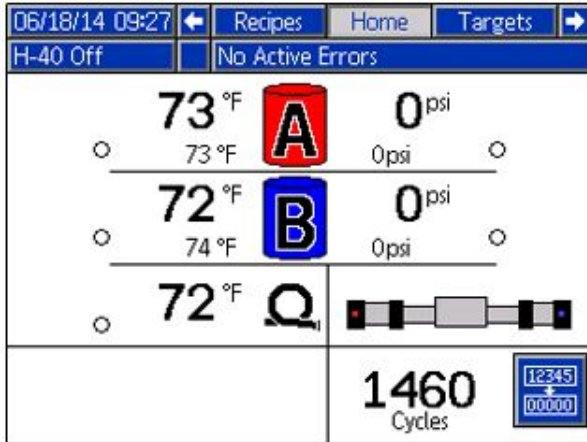 06/18/14 09:27 Recipes Home Targets
H-40 Off No Active Errors
73 °F A 0 psi
73 °F 0psi
72 °F B 0 psi
74 °F 0psi
72 °F
1460 12345
Cycles 00000